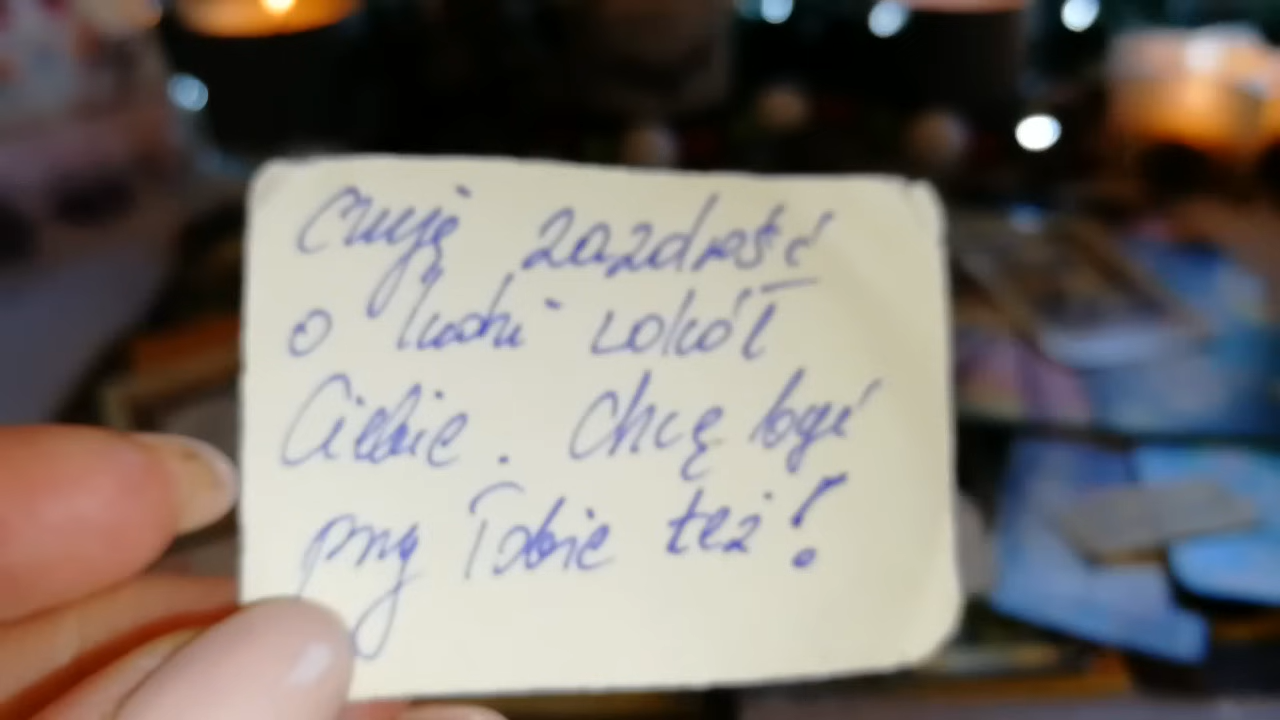 Czuję zazdrość
o ludzi wokół
Ciebie. Chcę być
przy Tobie też!